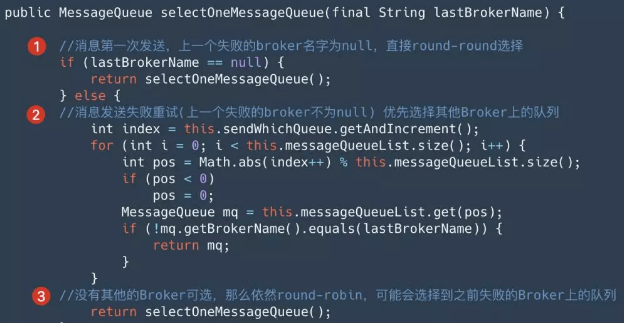 public MessageQueue selectOneMessageQueue(final String lastBrokerName) {
1 //消息第一次发送，上一个失败的broker名字为null，直接round-round选择
if (lastBrokerName == null) {
return selectOneMessageQueue();
} else {
2 //消息发送失败重试(上一个失败的broker不为null) 优先选择其他Broker上的队列
int index = this.sendWhichQueue.getAndIncrement();
for (int i = 0; i < this.messageQueueList.size(); i++) {
int pos = Math.abs(index++) % this.messageQueueList.size();
if (pos < 0)
pos = 0;
MessageQueue mq = this.messageQueueList.get(pos);
if (!mq.getBrokerName().equals(lastBrokerName)) {
return mq;
}
}
3 //没有其他的Broker可选，那么依然round-robin，可能会选择到之前失败的Broker上的队列
return selectOneMessageQueue();